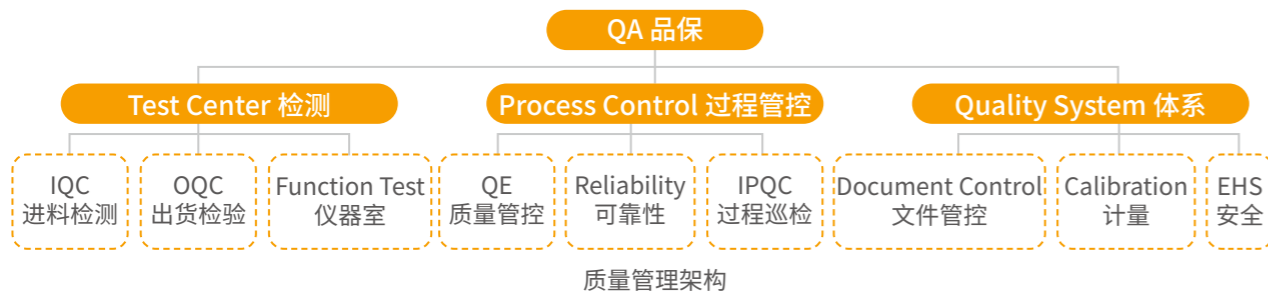 QA 品保
Test Center 检测
Process Control 过程管控
Quality System 体系
IQC
进料检测
OQC
出货检验
Function Test
仪器室
QE
质量管控
Reliability
可靠性
IPQC
过程巡检
Document Control
文件管控
Calibration
计量
EHS
安全
质量管理架构